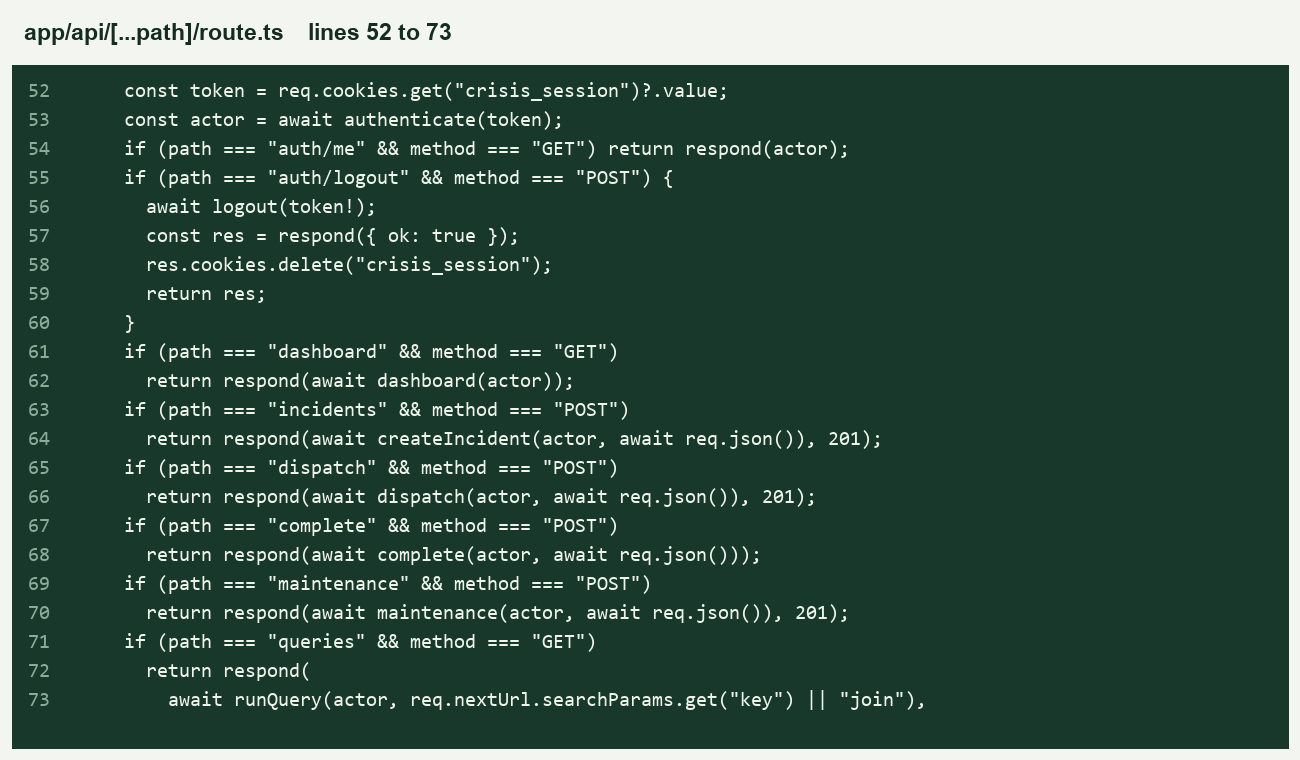 app/api/[...path]/route.ts    lines 52 to 73
52       const token = req.cookies.get("crisis_session")?.value;
53       const actor = await authenticate(token);
54       if (path === "auth/me" && method === "GET") return respond(actor);
55       if (path === "auth/logout" && method === "POST") {
56         await logout(token!);
57         const res = respond({ ok: true });
58         res.cookies.delete("crisis_session");
59         return res;
60       }
61       if (path === "dashboard" && method === "GET")
62         return respond(await dashboard(actor));
63       if (path === "incidents" && method === "POST")
64         return respond(await createIncident(actor, await req.json()), 201);
65       if (path === "dispatch" && method === "POST")
66         return respond(await dispatch(actor, await req.json()), 201);
67       if (path === "complete" && method === "POST")
68         return respond(await complete(actor, await req.json()));
69       if (path === "maintenance" && method === "POST")
70         return respond(await maintenance(actor, await req.json()), 201);
71       if (path === "queries" && method === "GET")
72         return respond(
73           await runQuery(actor, req.nextUrl.searchParams.get("key") || "join"),